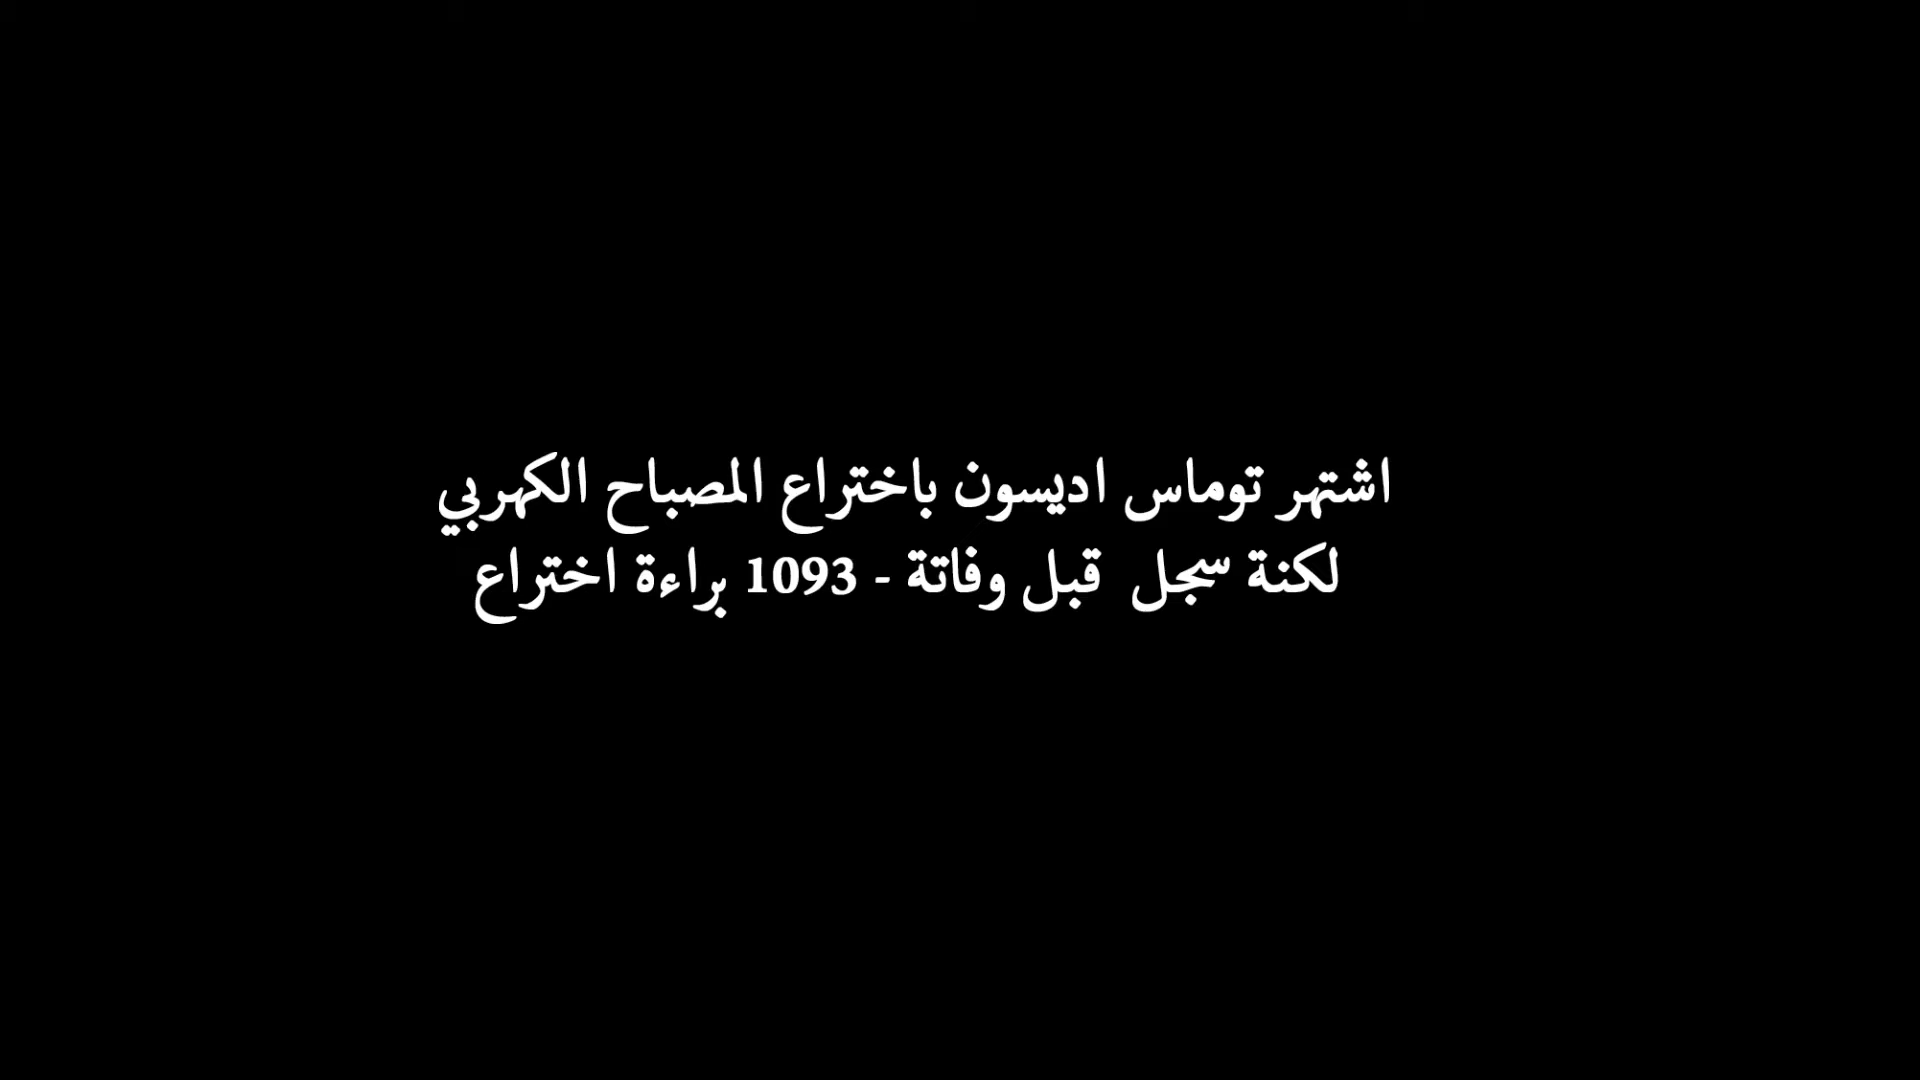 اشتهر توماس اديسون باختراع المصباح الكهربي
لكنة سجل  قبل وفاتة - 1093 براءة اختراع